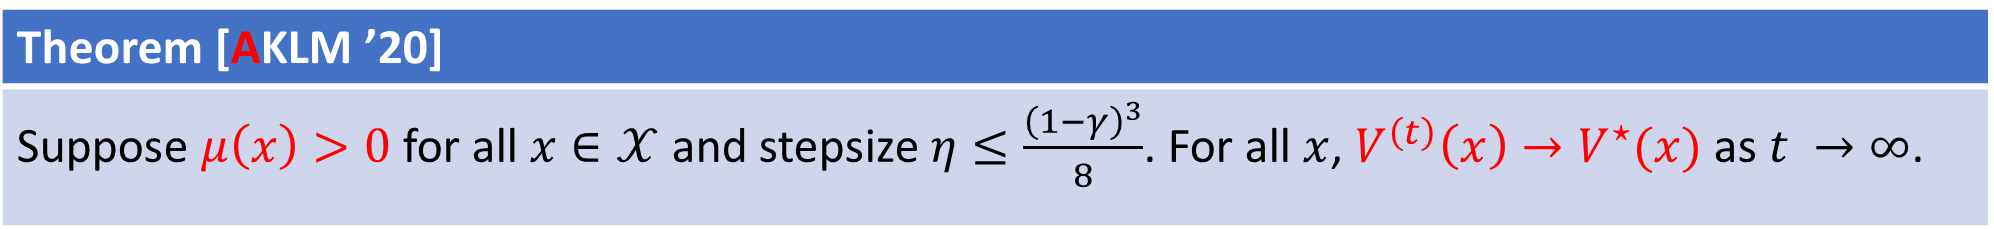 Theorem [AKLM ’20]
Suppose μ(x) > 0 for all x ∈ 𝒳 and stepsize η ≤ (1−γ)³/8. For all x, V⁽ᵗ⁾(x) → V⋆(x) as t → ∞.